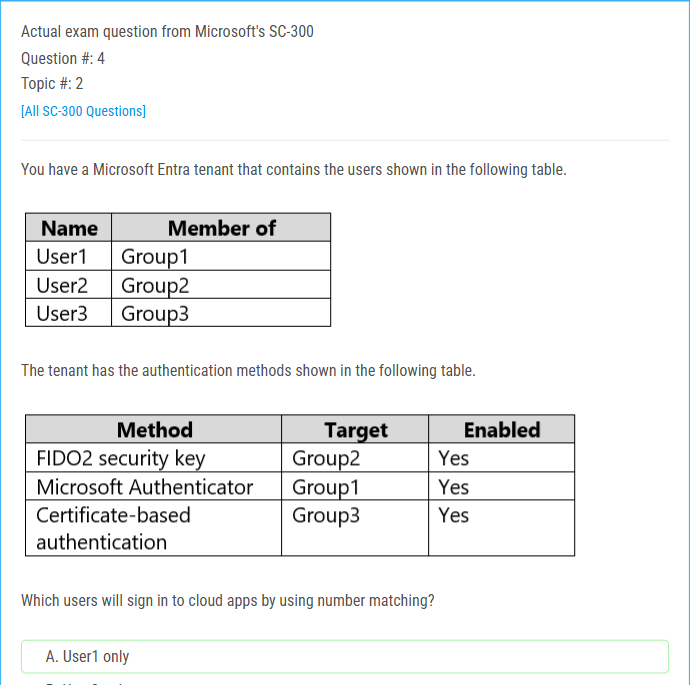 Actual exam question from Microsoft's SC-300
Question #: 4
Topic #: 2
[All SC-300 Questions]
You have a Microsoft Entra tenant that contains the users shown in the following table.
Name Member of
User1 Group1
User2 Group2
User3 Group3
The tenant has the authentication methods shown in the following table.
Method Target Enabled
FIDO2 security key Group2 Yes
Microsoft Authenticator Group1 Yes
Certificate-based Group3 Yes
authentication
Which users will sign in to cloud apps by using number matching?
A. User1 only